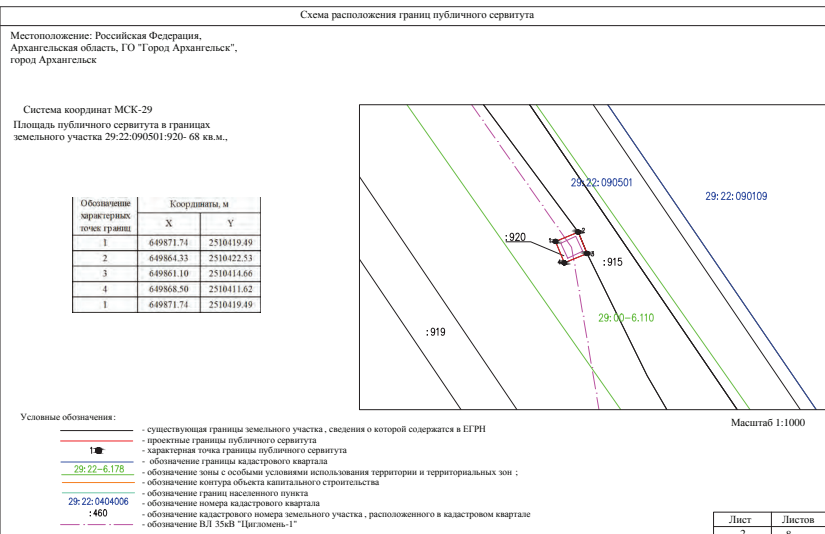 Схема расположения границ публичного сервитута
Местоположение: Российская Федерация,
Архангельская область, ГО "Город Архангельск",
город Архангельск
Система координат МСК-29
Площадь публичного сервитута в границах
земельного участка 29:22:090501:920- 68 кв.м.,
Обозначение характерных точек границ Координаты, м
X Y
1 649871.74 2510419.49
2 649864.33 2510422.53
3 649861.10 2510414.66
4 649868.50 2510411.62
1 649871.74 2510419.49
29:22:090501
29:22:090109
:920
1
2
3
:915
29:00-6.110
:919
Масштаб 1:1000
Условные обозначения:
- существующая границы земельного участка, сведения о которой содержатся в ЕГРН
- проектные границы публичного сервитута
1 - характерная точка границы публичного сервитута
- обозначение границы кадастрового квартала
29:22-6.178 - обозначение зоны с особыми условиями использования территории и территориальных зон ;
- обозначение контура объекта капитального строительства
- обозначение границ населенного пункта
29:22:0404006 - обозначение номера кадастрового квартала
:460 - обозначение кадастрового номера земельного участка , расположенного в кадастровом квартале
- обозначение ВЛ 35кВ "Цигломень-1"
Лист Листов
2 8